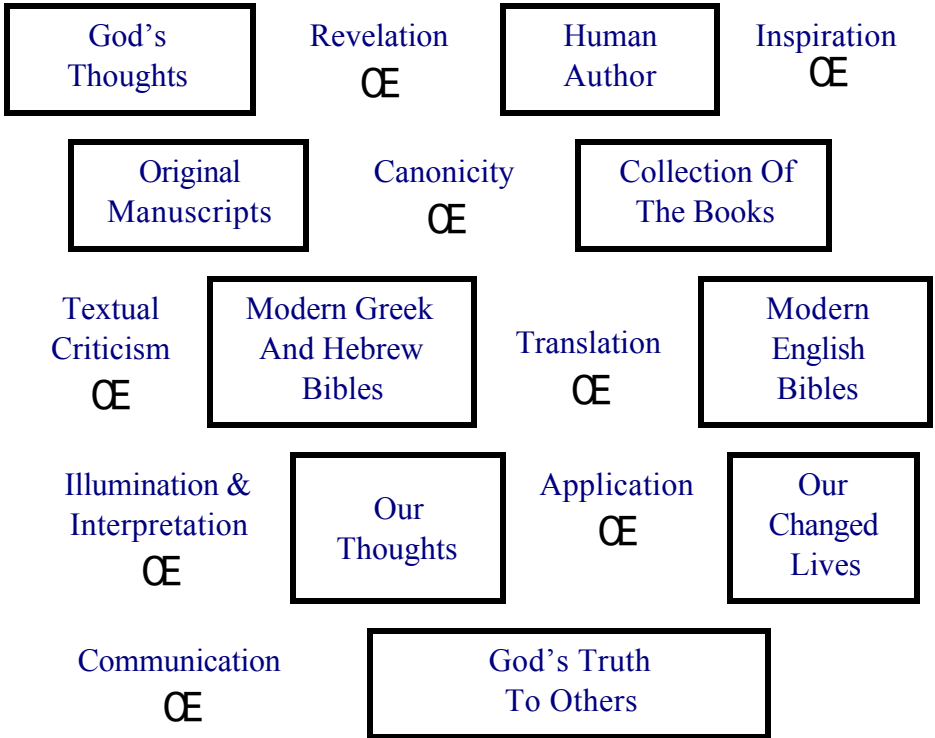 God's
Thoughts
Revelation
Œ
Human
Author
Inspiration
Œ
Original
Manuscripts
Canonicity
Œ
Collection Of
The Books
Textual
Criticism
Œ
Modern Greek
And Hebrew
Bibles
Translation
Œ
Modern
English
Bibles
Illumination &
Interpretation
Œ
Our
Thoughts
Application
Œ
Our
Changed
Lives
Communication
Œ
God's Truth
To Others